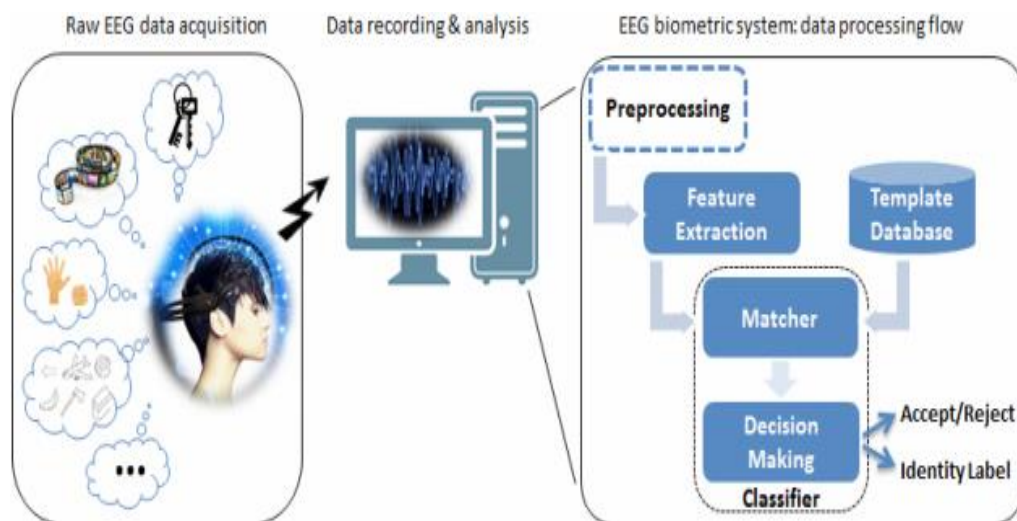 Raw EEG data acquisition
Data recording & analysis
EEG biometric system: data processing flow
Preprocessing
Feature
Extraction
Template
Database
Matcher
Decision
Making
Accept/Reject
Identity Label
Classifier